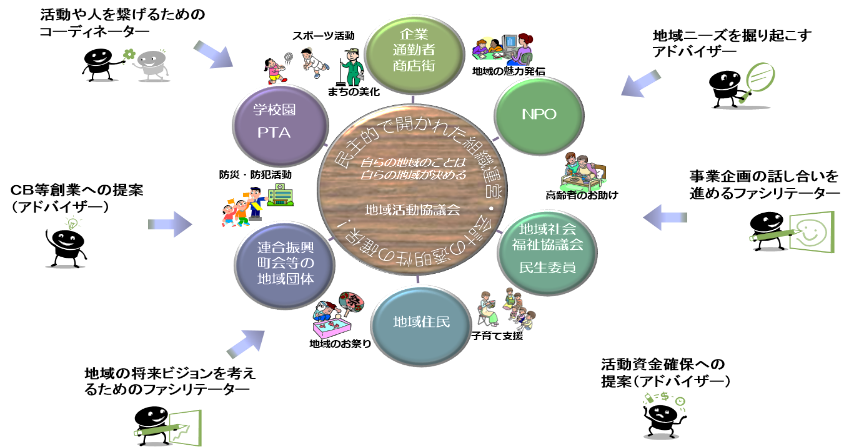 活動や人を繋げるための
コーディネーター
スポーツ活動
まちの美化
企業
通勤者
商店街
地域の魅力発信
地域ニーズを掘り起こす
アドバイザー
学校園
PTA
NPO
民主的で開かれた組織運営・会計の透明性の確保!
自らの地域のことは
自らの地域が決める
地域活動協議会
防災・防犯活動
高齢者のお助け
CB等創業への提案
(アドバイザー)
事業企画の話し合いを
進めるファシリテーター
連合振興
町会等の
地域団体
地域社会
福祉協議会
民生委員
地域のお祭り
地域住民
子育て支援
地域の将来ビジョンを考え
るためのファシリテーター
活動資金確保への
提案(アドバイザー)